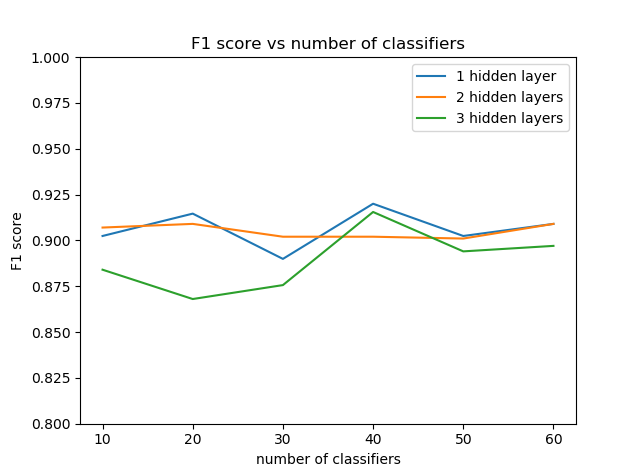 F1 score vs number of classifiers
1 hidden layer
2 hidden layers
3 hidden layers
F1 score
1.000
0.975
0.950
0.925
0.900
0.875
0.850
0.825
0.800
10 20 30 40 50 60
number of classifiers